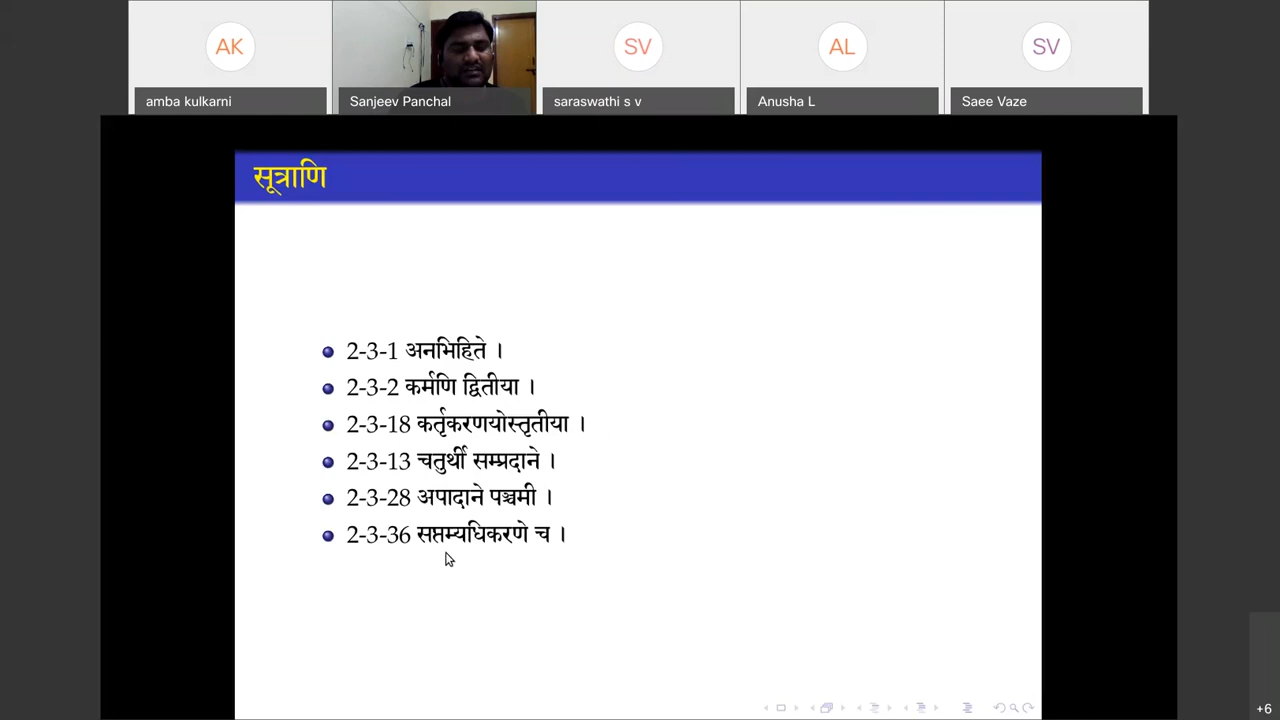 AK
SV
AL
SV
amba kulkarni
Sanjeev Panchal
saraswathi s v
Anusha L
Saee Vaze
सूत्राणि
2-3-1 अनभिहिते ।
2-3-2 कर्मणि द्वितीया ।
2-3-18 कर्तृकरणयोस्तृतीया ।
2-3-13 चतुर्थी सम्प्रदाने ।
2-3-28 अपादाने पञ्चमी ।
2-3-36 सप्तम्यधिकरणे च ।
+6